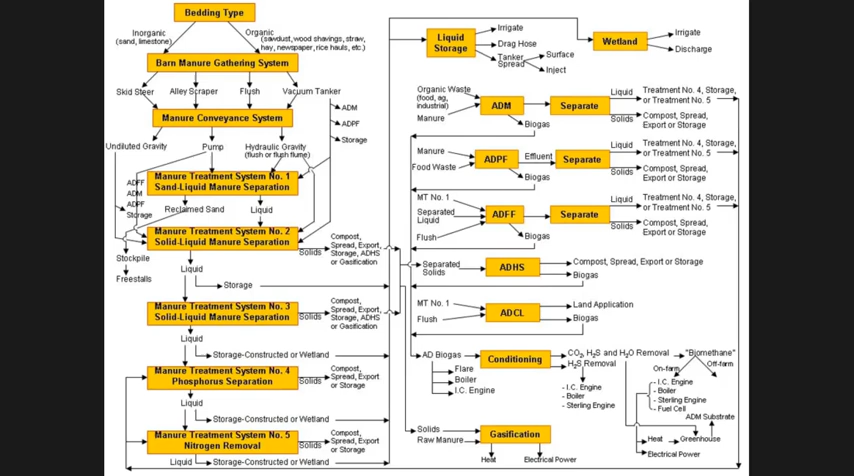 Bedding Type
Inorganic
(sand, limestone)
Organic
(sawdust, wood shavings, straw,
hay, newspaper, rice hauls, etc.)
Barn Manure Gathering System
Skid Steer
Alley Scraper
Flush
Vacuum Tanker
ADM
ADPF
Storage
Manure Conveyance System
Undiluted Gravity
Pump
Hydraulic Gravity
(flush or flush flume)
Manure Treatment System No. 1
Sand-Liquid Manure Separation
ADFF
ADM
ADPF
Storage
Reclaimed Sand
Liquid
Manure Treatment System No. 2
Solid-Liquid Manure Separation
Solids
Compost,
Spread, Export,
Storage, ADHS
or Gasification
Stockpile
Freestalls
Liquid
Storage
Manure Treatment System No. 3
Solid-Liquid Manure Separation
Solids
Compost,
Spread, Export,
Storage, ADHS
or Gasification
Liquid
Storage-Constructed or Wetland
Manure Treatment System No. 4
Phosphorus Separation
Solids
Compost,
Spread, Export
or Storage
Liquid
Storage-Constructed or Wetland
Manure Treatment System No. 5
Nitrogen Removal
Solids
Compost,
Spread, Export
or Storage
Liquid
Storage-Constructed or Wetland
Liquid
Storage
Irrigate
Drag Hose
Tanker
Spread
Surface
Inject
Wetland
Irrigate
Discharge
Organic Waste
(food, ag,
industrial)
Manure
ADM
Biogas
Separate
Liquid
Solids
Treatment No. 4, Storage,
or Treatment No. 5
Compost, Spread,
Export or Storage
Manure
Food Waste
ADPF
Effluent
Biogas
Separate
Liquid
Solids
Treatment No. 4, Storage,
or Treatment No. 5
Compost, Spread,
Export or Storage
MT No. 1
Separated
Liquid
Flush
ADFF
Biogas
Separate
Liquid
Solids
Treatment No. 4, Storage,
or Treatment No. 5
Compost, Spread,
Export or Storage
Separated
Solids
ADHS
Compost, Spread, Export or Storage
Biogas
MT No. 1
Flush
ADCL
Land Application
Biogas
AD Biogas
Flare
Boiler
I.C. Engine
Conditioning
CO2, H2S and H2O Removal
H2S Removal
- I.C. Engine
- Boiler
- Sterling Engine
"Biomethane"
On-farm
Off-farm
- I.C. Engine
- Boiler
- Sterling Engine
- Fuel Cell
ADM Substrate
Heat
Greenhouse
Electrical Power
Solids
Raw Manure
Gasification
Heat
Electrical Power